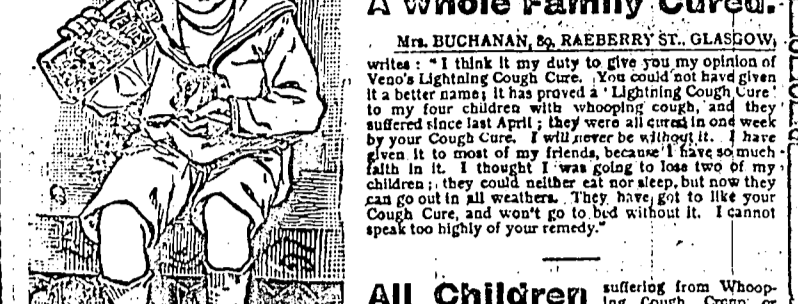 A Whole Family Cured.
Mrs. BUCHANAN, 89, RAEBERRY ST., GLASGOW,
writes : "I think it my duty to give you my opinion of
Veno's Lightning Cough Cure. You could not have given
it a better name; it has proved a 'Lightning Cough Cure'
to my four children with whooping cough, and they
suffered since last April; they were all cured in one week
by your Cough Cure. I will never be without it. I have
given it to most of my friends, because I have so much
faith in it. I thought I was going to lose two of my
children; they could neither eat nor sleep, but now they
can go out in all weathers. They have got to like your
Cough Cure, and won't go to bed without it. I cannot
speak too highly of your remedy."
All Children suffering from Whoop-
ing Cough, Croup or